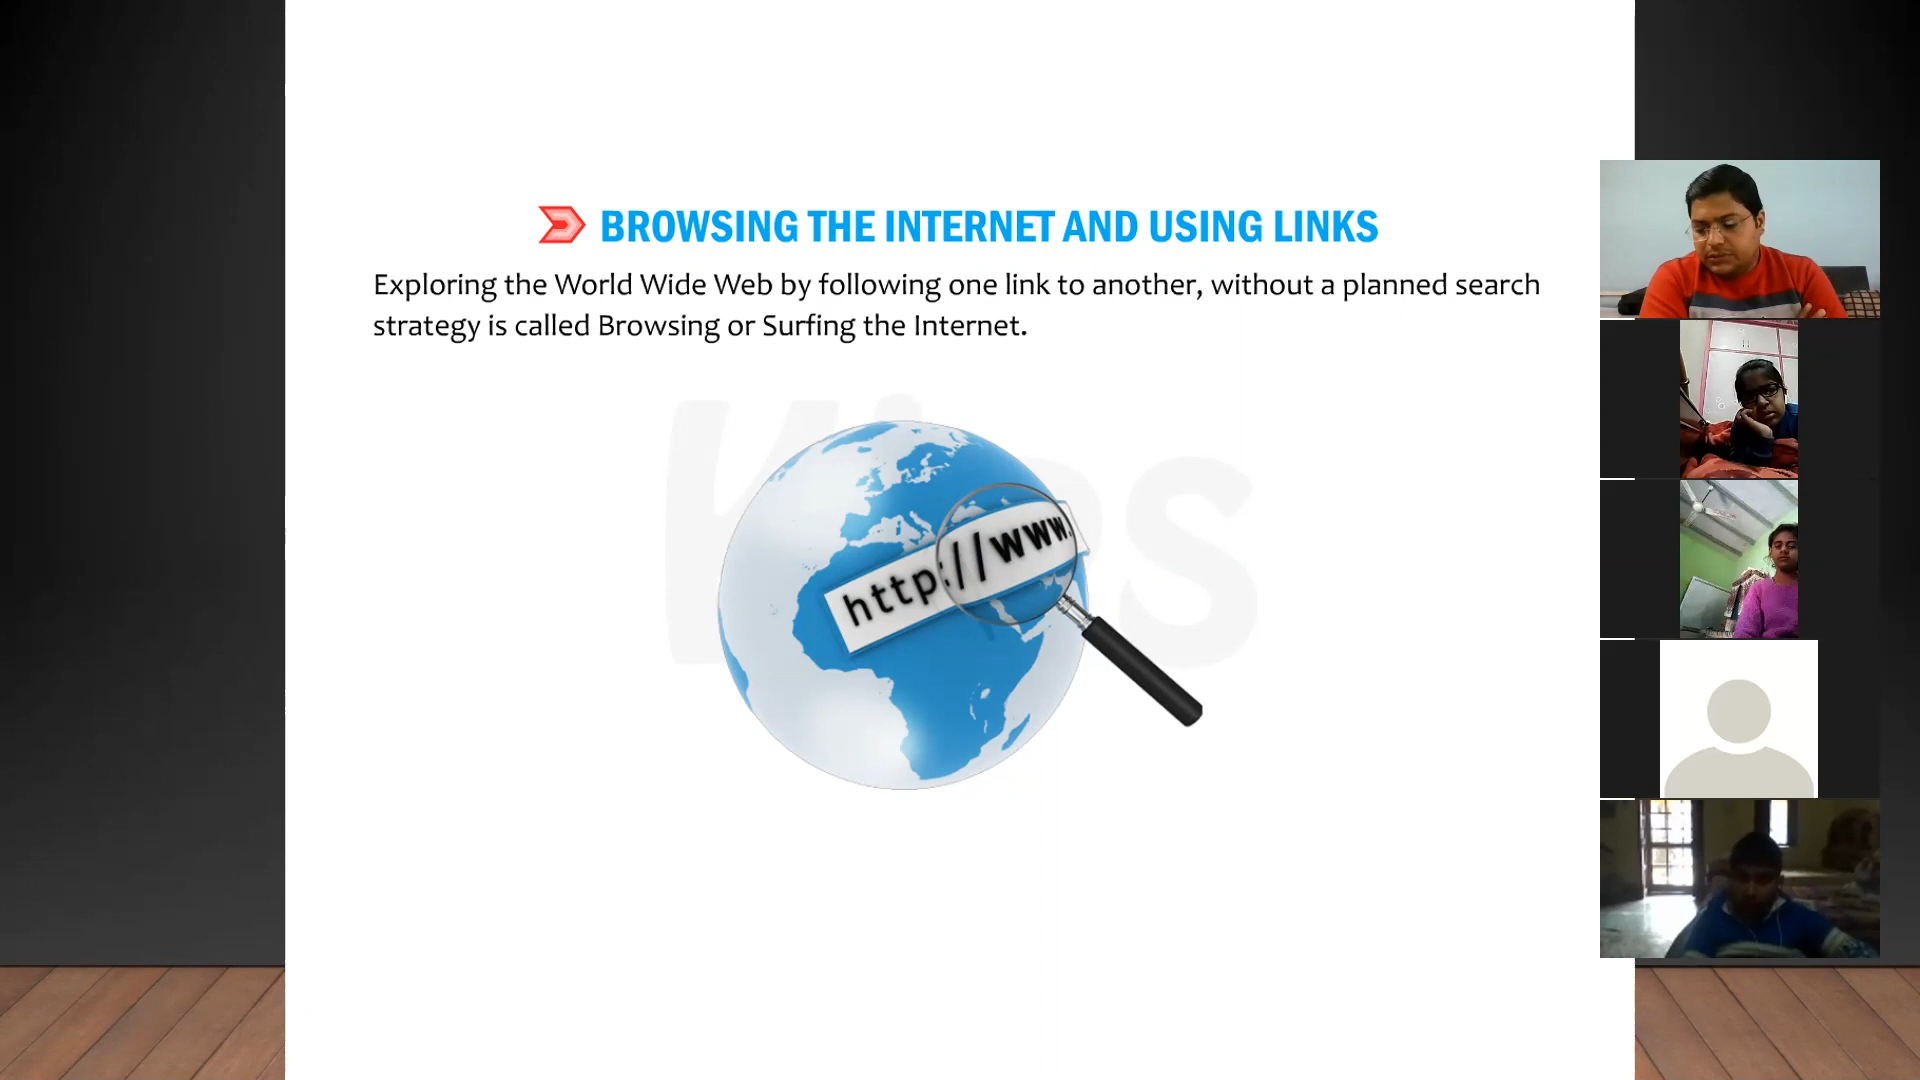 BROWSING THE INTERNET AND USING LINKS
Exploring the World Wide Web by following one link to another, without a planned search
strategy is called Browsing or Surfing the Internet.
http://www.
Kips